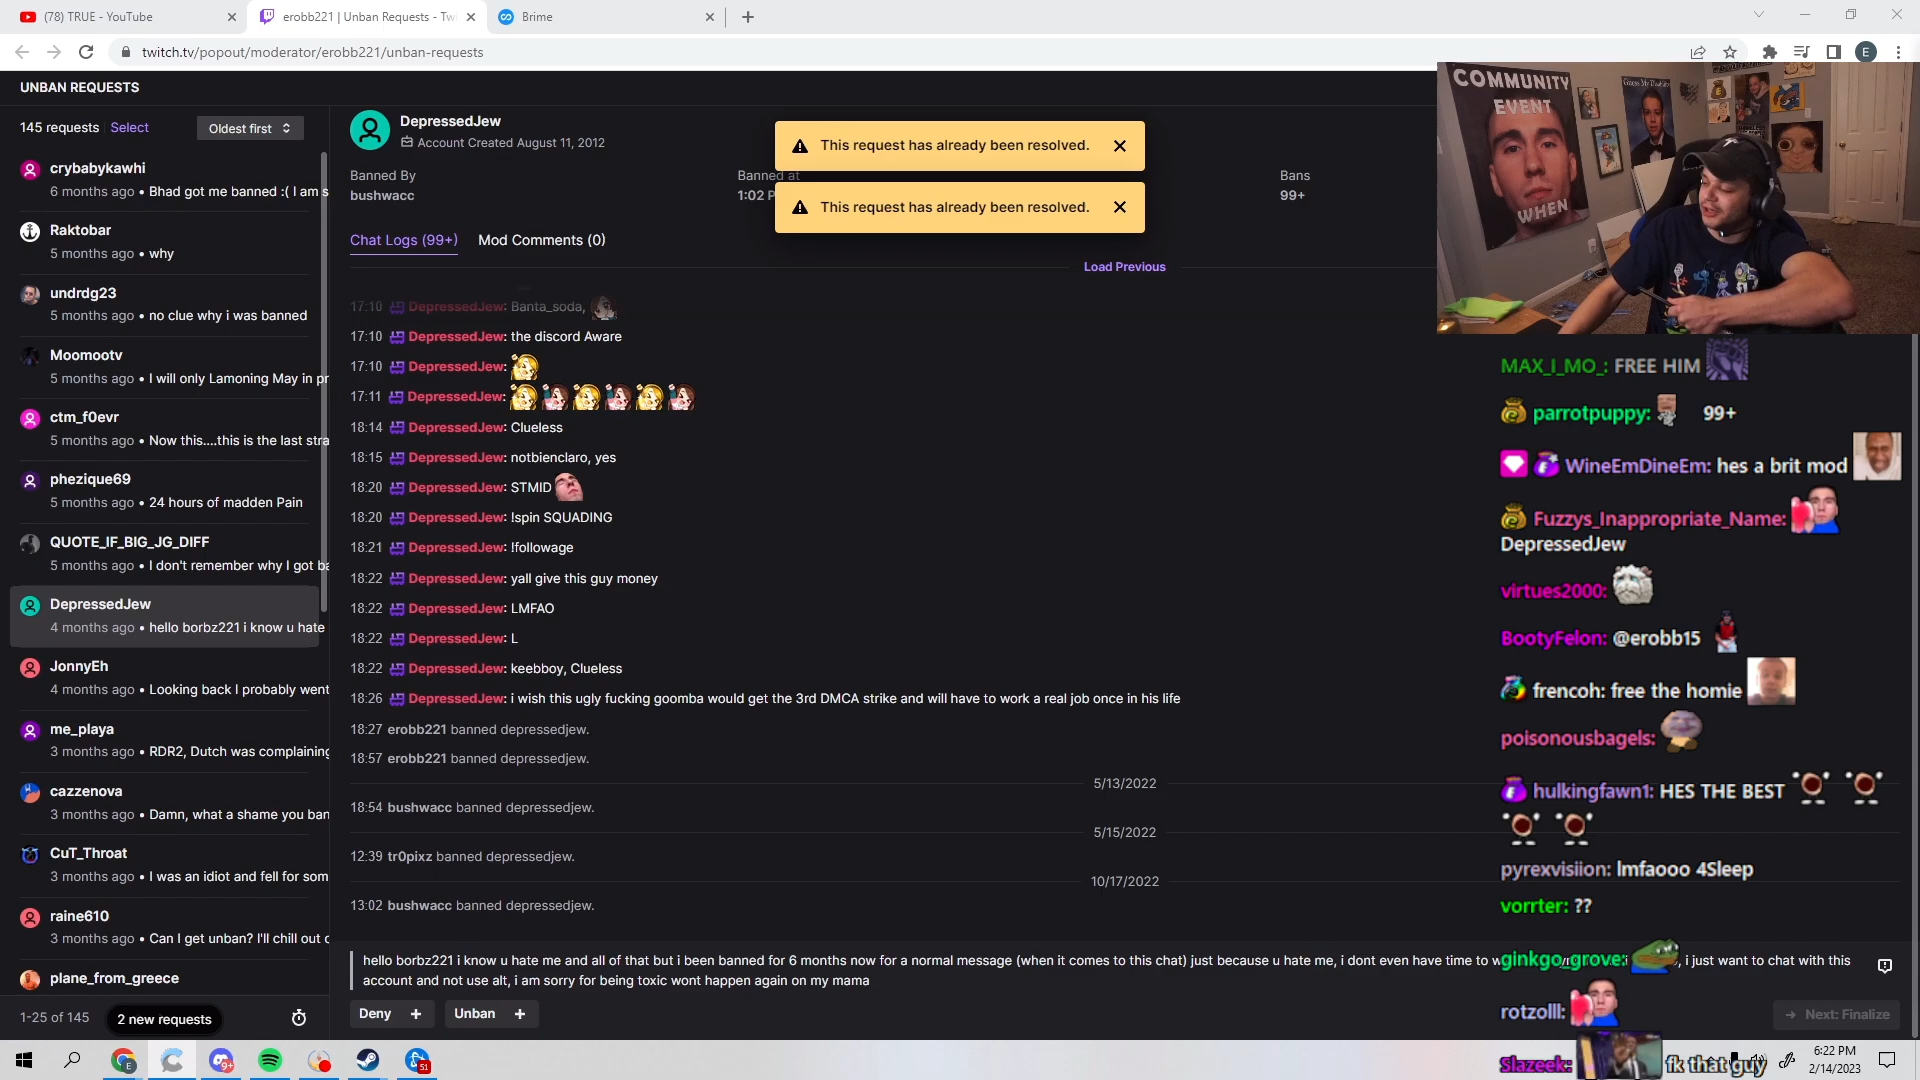 (78) TRUE - YouTube
erobb221 | Unban Requests - Twi
Brime
twitch.tv/popout/moderator/erobb221/unban-requests
E
UNBAN REQUESTS
145 requests Select
Oldest first
crybabykawhi
6 months ago • Bhad got me banned :( I am s
Raktobar
5 months ago • why
undrdg23
5 months ago • no clue why i was banned
Moomootv
5 months ago • I will only Lamoning May in pr
ctm_f0evr
5 months ago • Now this....this is the last stra
phezique69
5 months ago • 24 hours of madden Pain
QUOTE_IF_BIG_JG_DIFF
5 months ago • I don't remember why I got ba
DepressedJew
4 months ago • hello borbz221 i know u hate
JonnyEh
4 months ago • Looking back I probably went
me_playa
3 months ago • RDR2, Dutch was complaining
cazzenova
3 months ago • Damn, what a shame you ban
CuT_Throat
3 months ago • I was an idiot and fell for som
raine610
3 months ago • Can I get unban? I'll chill out o
plane_from_greece
1-25 of 145
2 new requests
DepressedJew
Account Created August 11, 2012
Banned By
bushwacc
Banned at
1:02 P
Bans
99+
This request has already been resolved.
This request has already been resolved.
Chat Logs (99+)
Mod Comments (0)
Load Previous
17:10 DepressedJew: Banta_soda,
17:10 DepressedJew: the discord Aware
17:10 DepressedJew:
17:11 DepressedJew:
18:14 DepressedJew: Clueless
18:15 DepressedJew: notbienclaro, yes
18:20 DepressedJew: STMID
18:20 DepressedJew: !spin SQUADING
18:21 DepressedJew: !followage
18:22 DepressedJew: yall give this guy money
18:22 DepressedJew: LMFAO
18:22 DepressedJew: L
18:22 DepressedJew: keebboy, Clueless
18:26 DepressedJew: i wish this ugly fucking goomba would get the 3rd DMCA strike and will have to work a real job once in his life
18:27 erobb221 banned depressedjew.
18:57 erobb221 banned depressedjew.
5/13/2022
18:54 bushwacc banned depressedjew.
5/15/2022
12:39 tr0pixz banned depressedjew.
10/17/2022
13:02 bushwacc banned depressedjew.
hello borbz221 i know u hate me and all of that but i been banned for 6 months now for a normal message (when it comes to this chat) just because u hate me, i dont even have time to w , i just want to chat with this
account and not use alt, i am sorry for being toxic wont happen again on my mama
Deny +
Unban +
Next: Finalize
COMMUNITY
EVENT
WHEN
MAX_I_MO_: FREE HIM
parrotpuppy: 99+
WineEmDineEm: hes a brit mod
Fuzzys_Inappropriate_Name:
DepressedJew
virtues2000:
BootyFelon: @erobb15
frencoh: free the homie
poisonousbagels:
hulkingfawn1: HES THE BEST
pyrexvisiion: lmfaooo 4Sleep
vorrter: ??
ginkgo_grove:
rotzolll:
Slazeek: fk that guy
9+
51
6:22 PM
2/14/2023